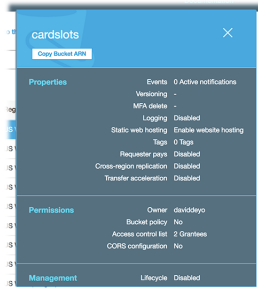 cardslots
Copy Bucket ARN
Properties
Events 0 Active notifications
Versioning -
MFA delete -
Logging Disabled
Static web hosting Enable website hosting
Tags 0 Tags
Requester pays Disabled
Cross-region replication Disabled
Transfer acceleration Disabled
Permissions
Owner daviddeyo
Bucket policy No
Access control list 2 Grantees
CORS configuration No
Management
Lifecycle Disabled